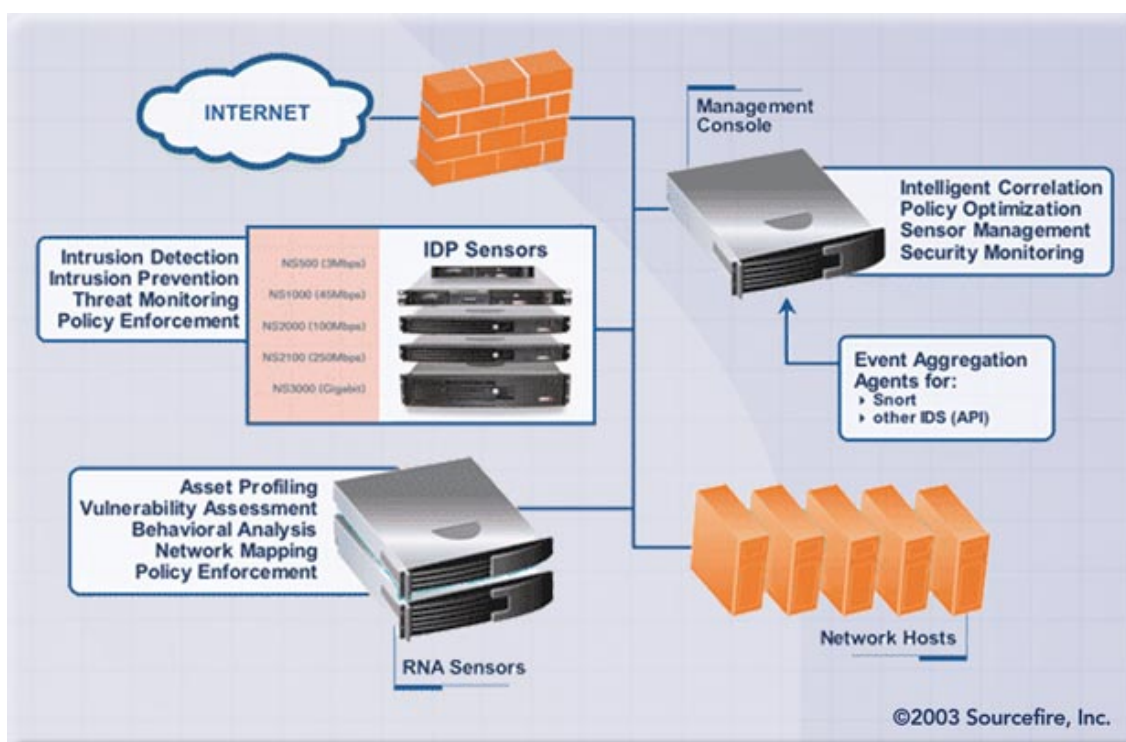 INTERNET
Management
Console
Intelligent Correlation
Policy Optimization
Sensor Management
Security Monitoring
Intrusion Detection
Intrusion Prevention
Threat Monitoring
Policy Enforcement
IDP Sensors
NS500 (3Mbps)
NS1000 (45Mbps)
NS2000 (100Mbps)
NS2100 (250Mbps)
NS3000 (Gigabit)
Event Aggregation
Agents for:
‣ Snort
‣ other IDS (API)
Asset Profiling
Vulnerability Assessment
Behavioral Analysis
Network Mapping
Policy Enforcement
RNA Sensors
Network Hosts
©2003 Sourcefire, Inc.